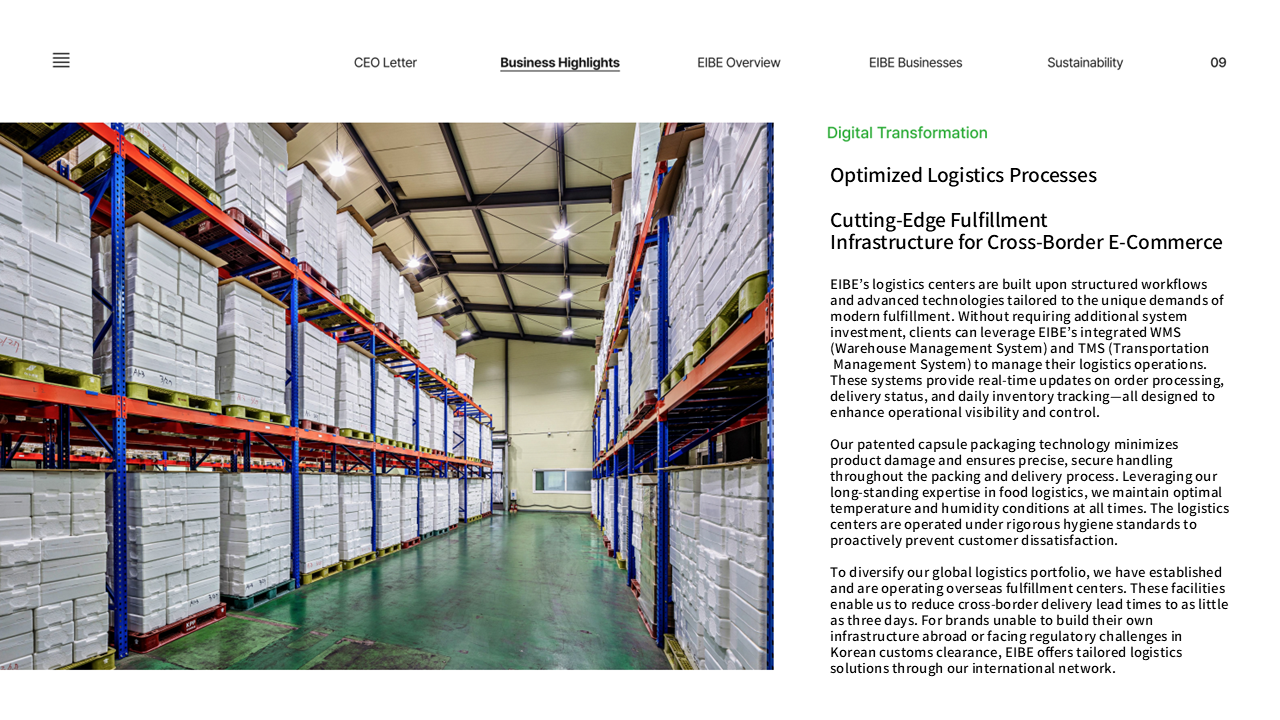 CEO Letter
Business Highlights
EIBE Overview
EIBE Businesses
Sustainability
09
Digital Transformation
Optimized Logistics Processes
Cutting-Edge Fulfillment
Infrastructure for Cross-Border E-Commerce
EIBE’s logistics centers are built upon structured workflows
and advanced technologies tailored to the unique demands of
modern fulfillment. Without requiring additional system
investment, clients can leverage EIBE’s integrated WMS
(Warehouse Management System) and TMS (Transportation
Management System) to manage their logistics operations.
These systems provide real-time updates on order processing,
delivery status, and daily inventory tracking—all designed to
enhance operational visibility and control.
Our patented capsule packaging technology minimizes
product damage and ensures precise, secure handling
throughout the packing and delivery process. Leveraging our
long-standing expertise in food logistics, we maintain optimal
temperature and humidity conditions at all times. The logistics
centers are operated under rigorous hygiene standards to
proactively prevent customer dissatisfaction.
To diversify our global logistics portfolio, we have established
and are operating overseas fulfillment centers. These facilities
enable us to reduce cross-border delivery lead times to as little
as three days. For brands unable to build their own
infrastructure abroad or facing regulatory challenges in
Korean customs clearance, EIBE offers tailored logistics
solutions through our international network.